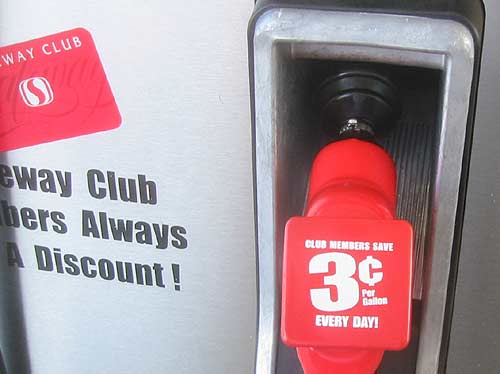 WAY CLUB
eway Club
bers Always
A Discount!
CLUB MEMBERS SAVE
3¢
Per
Gallon
EVERY DAY!